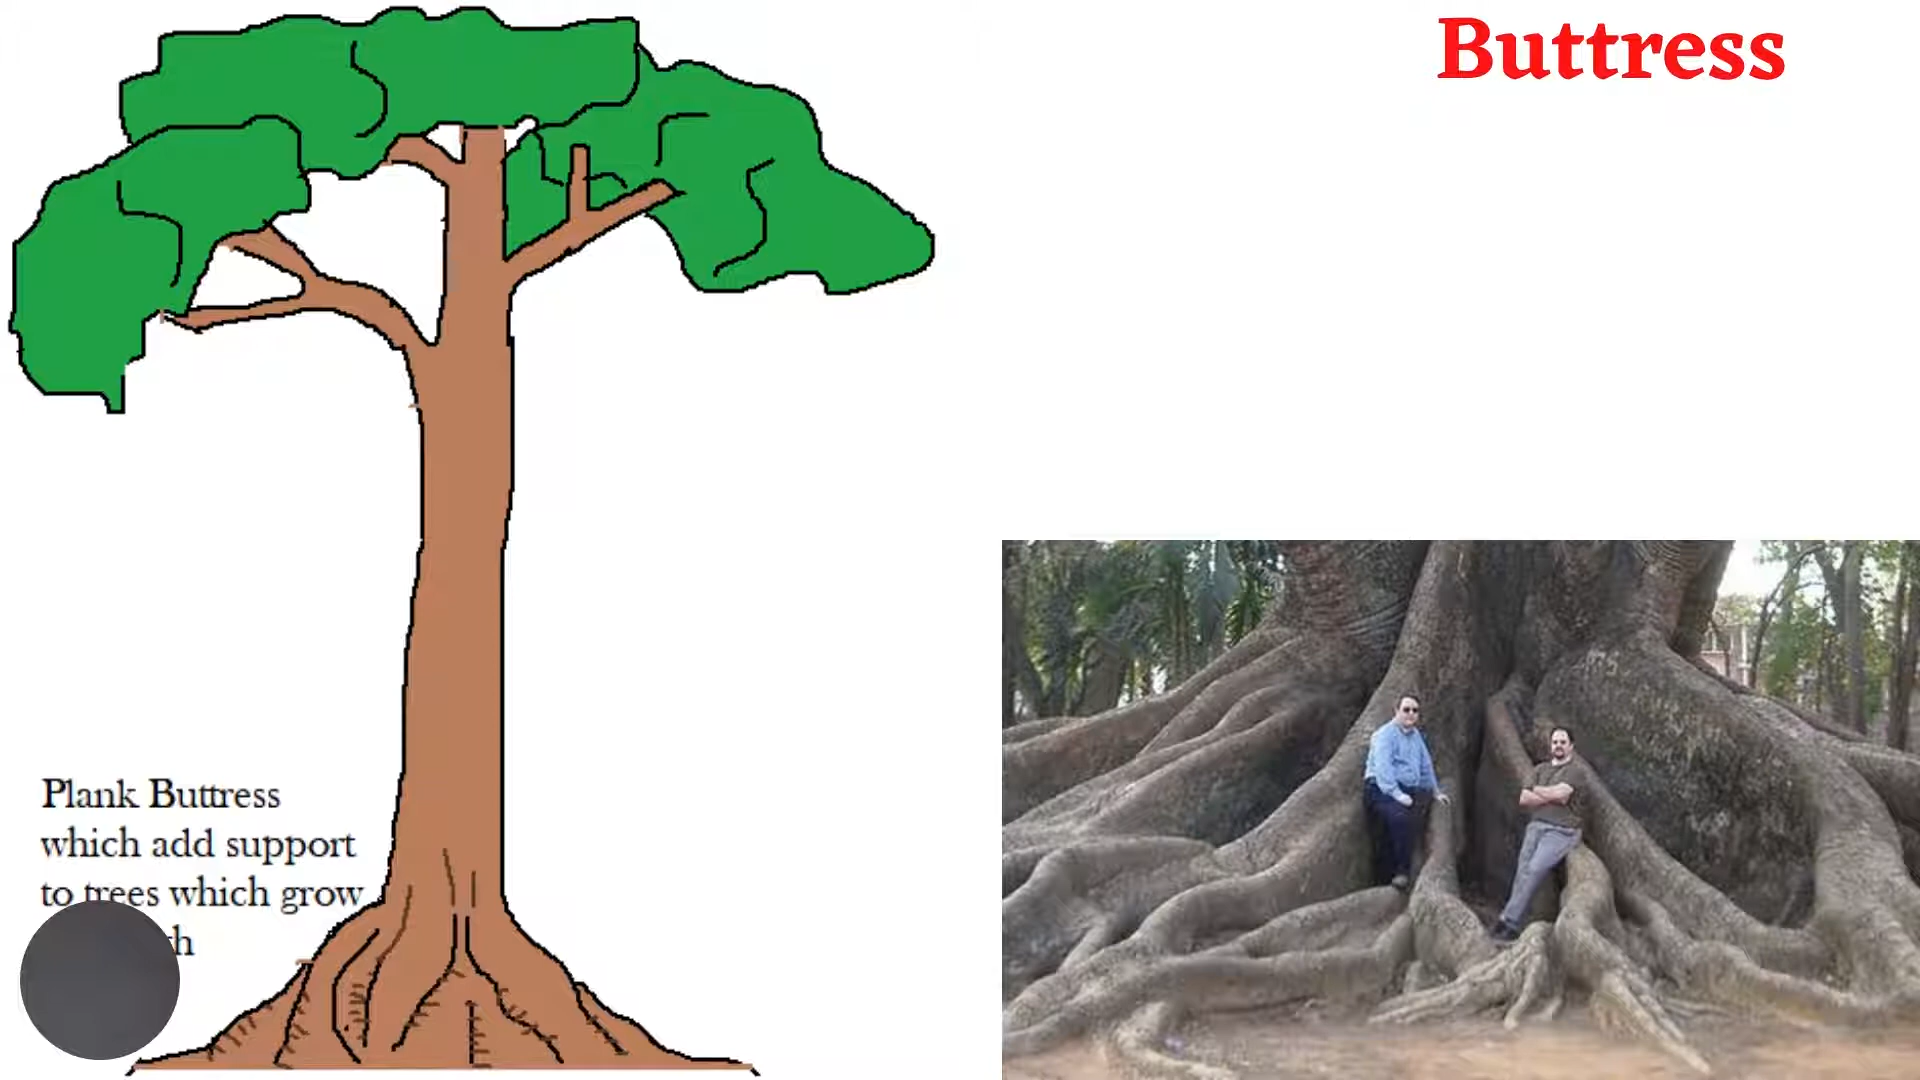 Buttress
Plank Buttress
which add support
to trees which grow